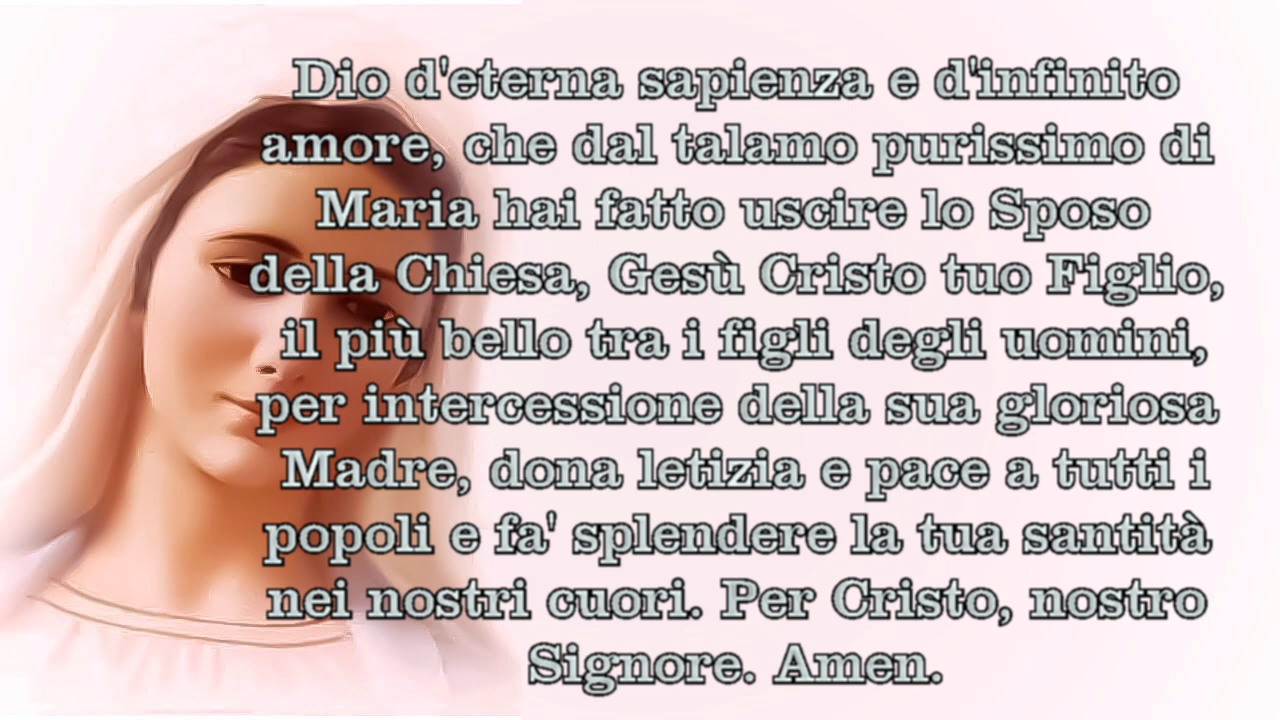 Dio d'eterna sapienza e d'infinito
amore, che dal talamo purissimo di
Maria hai fatto uscire lo Sposo
della Chiesa, Gesù Cristo tuo Figlio,
il più bello tra i figli degli uomini,
per intercessione della sua gloriosa
Madre, dona letizia e pace a tutti i
popoli e fa' splendere la tua santità
nei nostri cuori. Per Cristo, nostro
Signore. Amen.